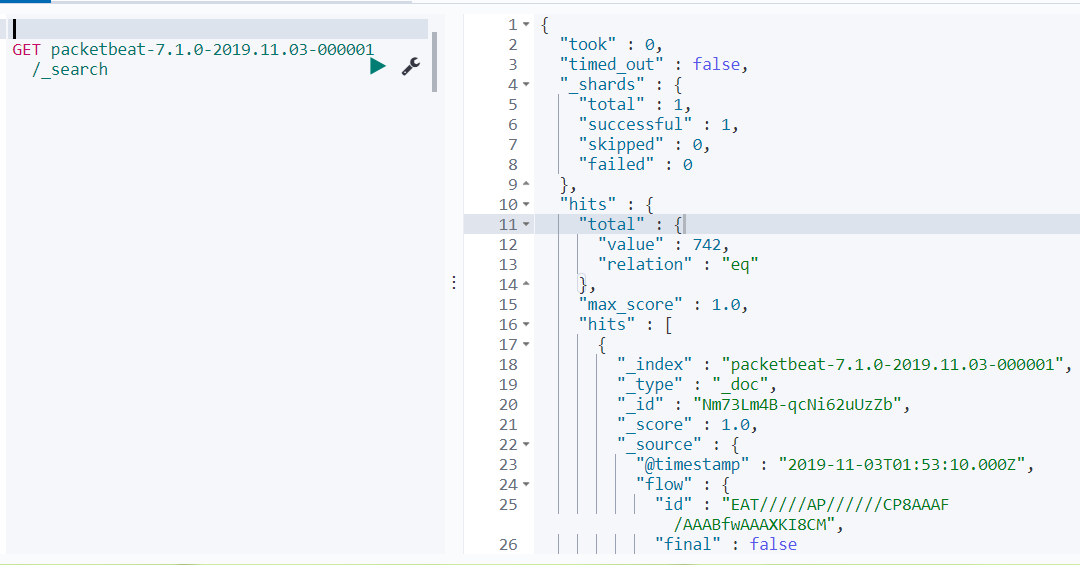 GET packetbeat-7.1.0-2019.11.03-000001
/_search
1 {
2 "took" : 0,
3 "timed_out" : false,
4 "_shards" : {
5 "total" : 1,
6 "successful" : 1,
7 "skipped" : 0,
8 "failed" : 0
9 },
10 "hits" : {
11 "total" : {
12 "value" : 742,
13 "relation" : "eq"
14 },
15 "max_score" : 1.0,
16 "hits" : [
17 {
18 "_index" : "packetbeat-7.1.0-2019.11.03-000001",
19 "_type" : "_doc",
20 "_id" : "Nm73Lm4B-qcNi62uUzZb",
21 "_score" : 1.0,
22 "_source" : {
23 "@timestamp" : "2019-11-03T01:53:10.000Z",
24 "flow" : {
25 "id" : "EAT/////AP//////CP8AAAF
/AAABfwAAAXKI8CM",
26 "final" : false